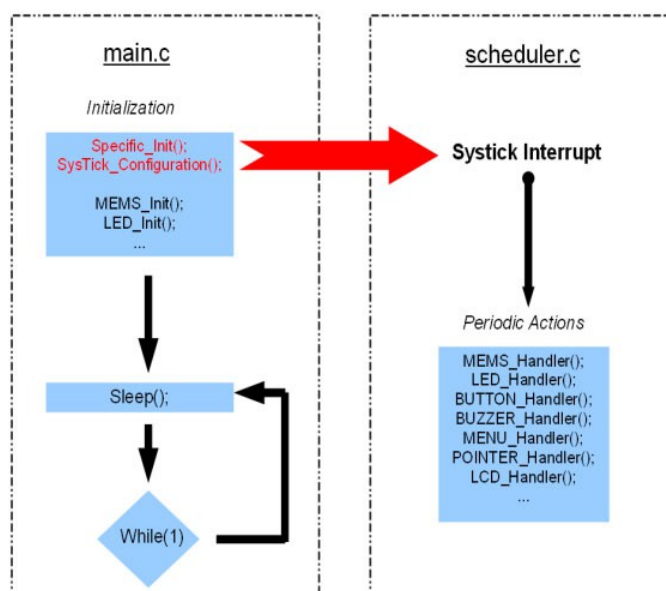 main.c
Initialization
Specific_Init();
SysTick_Configuration();
MEMS_Init();
LED_Init();
...
Sleep();
While(1)
scheduler.c
Systick Interrupt
Periodic Actions
MEMS_Handler();
LED_Handler();
BUTTON_Handler();
BUZZER_Handler();
MENU_Handler();
POINTER_Handler();
LCD_Handler();
...